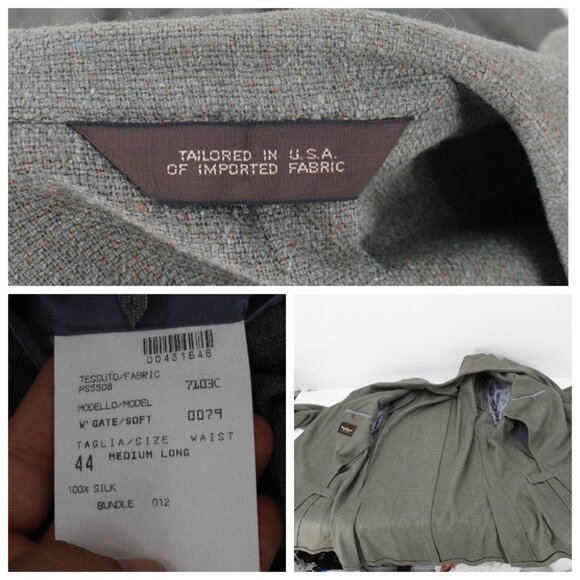 TAILORED IN U.S.A.
OF IMPORTED FABRIC
D0431646
TESSUTO/FABRIC
PS5508 7103C
MODELLO/MODEL
W'GATE/SOFT 0079
TAGLIA/SIZE WAIST
44 MEDIUM LONG
100% SILK
BUNDLE 012